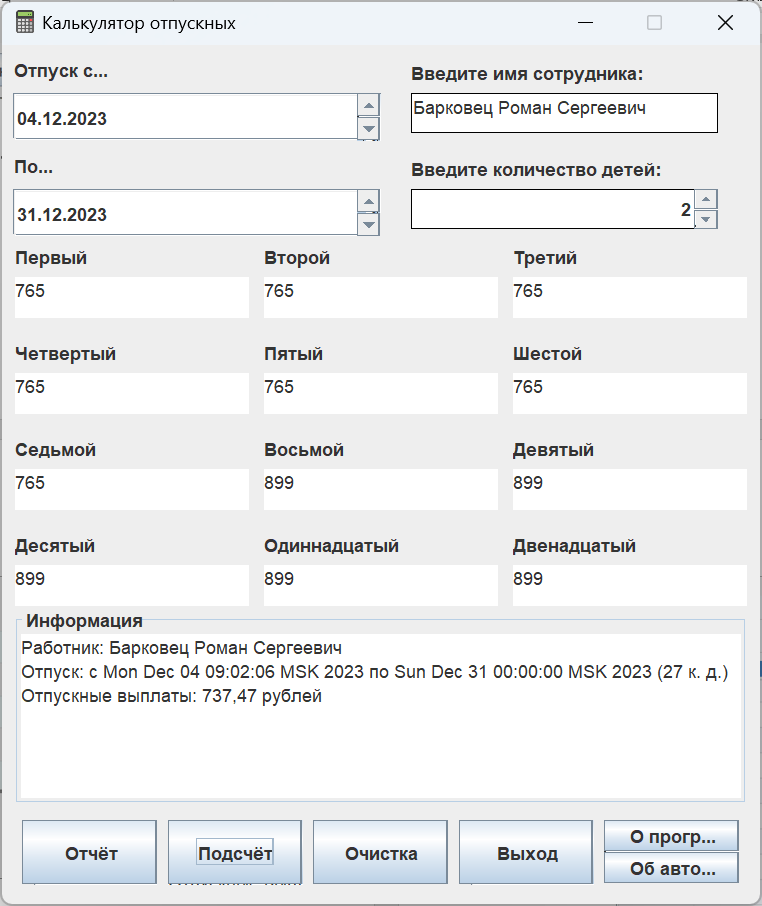 Калькулятор отпускных
Отпуск с...
Введите имя сотрудника:
04.12.2023
Барковец Роман Сергеевич
По...
Введите количество детей:
31.12.2023
2
Первый Второй Третий
765 765 765
Четвертый Пятый Шестой
765 765 765
Седьмой Восьмой Девятый
765 899 899
Десятый Одиннадцатый Двенадцатый
899 899 899
Информация
Работник: Барковец Роман Сергеевич
Отпуск: с Mon Dec 04 09:02:06 MSK 2023 по Sun Dec 31 00:00:00 MSK 2023 (27 к. д.)
Отпускные выплаты: 737,47 рублей
Отчёт Подсчёт Очистка Выход
О прогр...
Об авто...